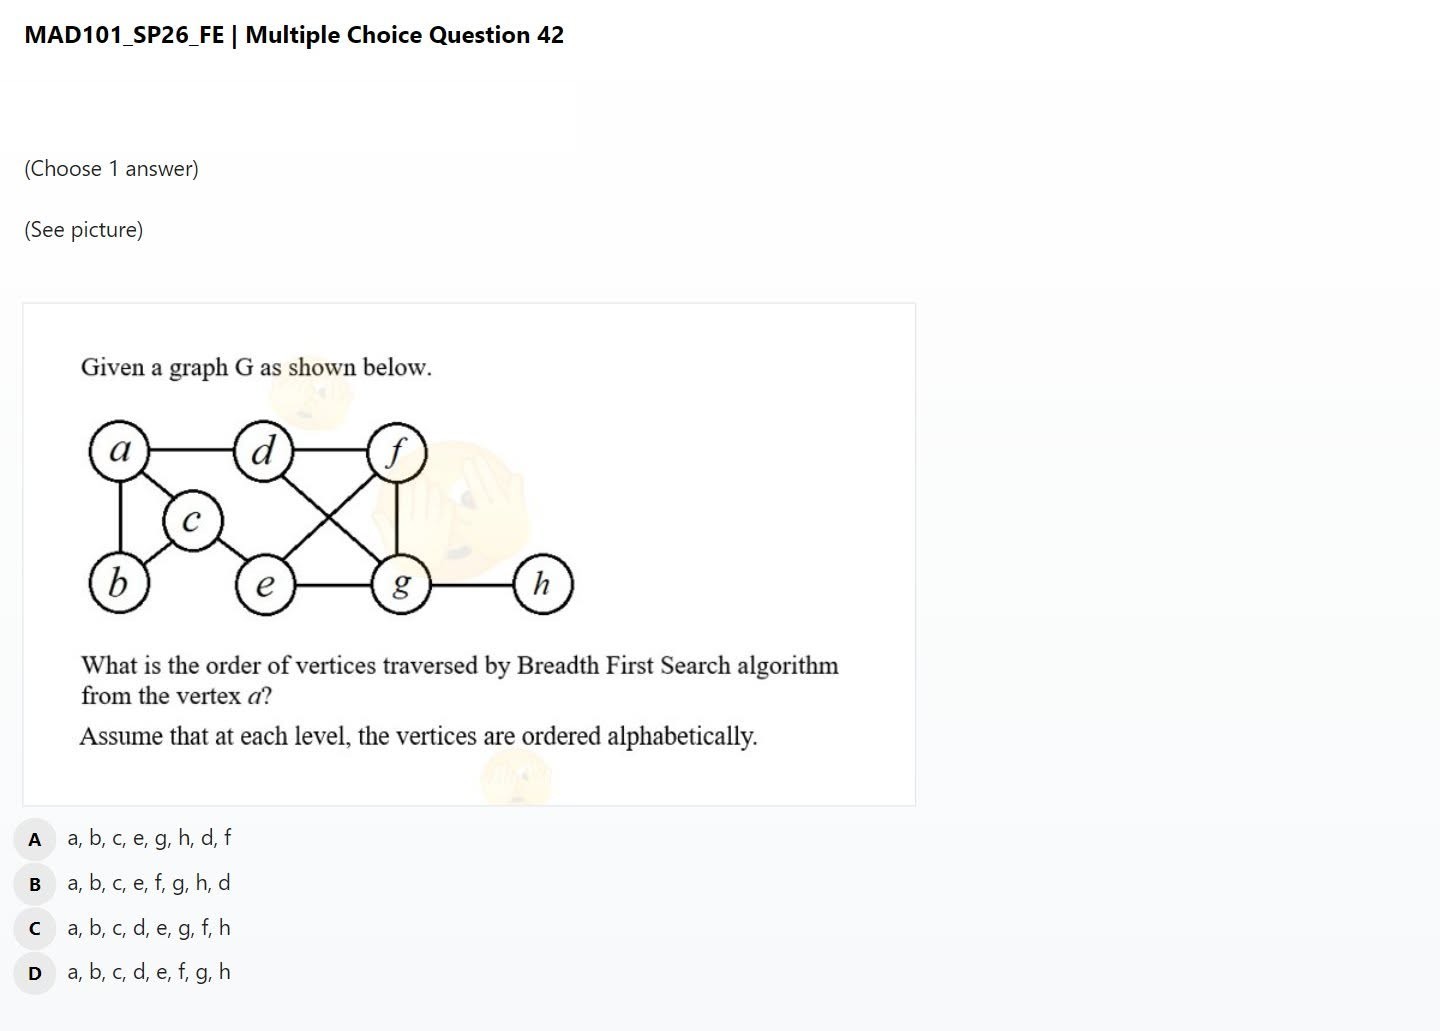 MAD101_SP26_FE | Multiple Choice Question 42
(Choose 1 answer)
(See picture)
Given a graph G as shown below.
a d f
c
b e g h
What is the order of vertices traversed by Breadth First Search algorithm
from the vertex a?
Assume that at each level, the vertices are ordered alphabetically.
A a, b, c, e, g, h, d, f
B a, b, c, e, f, g, h, d
C a, b, c, d, e, g, f, h
D a, b, c, d, e, f, g, h